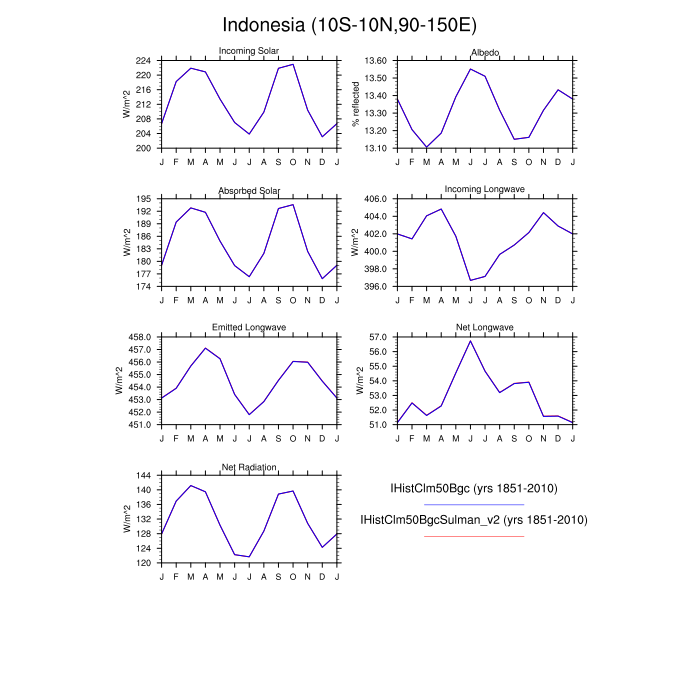 Indonesia (10S-10N,90-150E)
Incoming Solar
W/m^2
224
220
216
212
208
204
200
J F M A M J J A S O N D J
Albedo
% reflected
13.60
13.50
13.40
13.30
13.20
13.10
J F M A M J J A S O N D J
Absorbed Solar
W/m^2
195
192
189
186
183
180
177
174
J F M A M J J A S O N D J
Incoming Longwave
W/m^2
406.0
404.0
402.0
400.0
398.0
396.0
J F M A M J J A S O N D J
Emitted Longwave
W/m^2
458.0
457.0
456.0
455.0
454.0
453.0
452.0
451.0
J F M A M J J A S O N D J
Net Longwave
W/m^2
57.0
56.0
55.0
54.0
53.0
52.0
51.0
J F M A M J J A S O N D J
Net Radiation
W/m^2
144
140
136
132
128
124
120
J F M A M J J A S O N D J
IHistClm50Bgc (yrs 1851-2010)
IHistClm50BgcSulman_v2 (yrs 1851-2010)